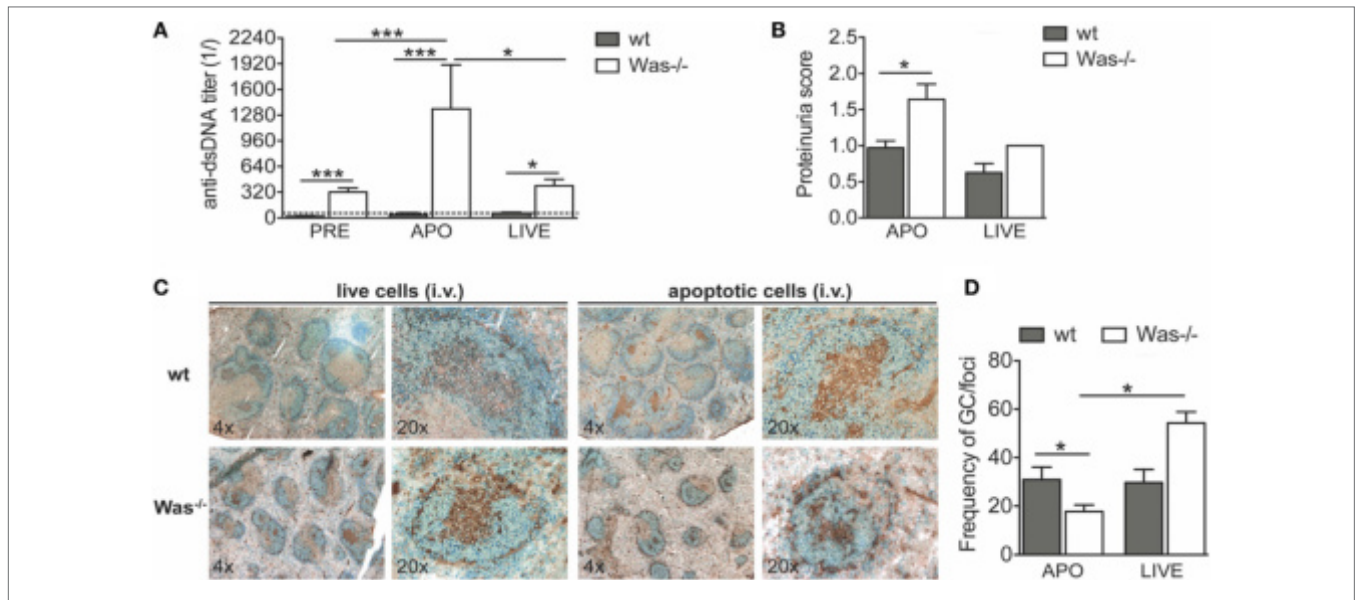 A
anti-dsDNA titer (1/)
2240
1920
1600
1280
960
640
320
0
***
***
***
*
*
PRE
APO
LIVE
wt
Was-/-
B
Proteinuria score
2.5
2.0
1.5
1.0
0.5
0.0
*
APO
LIVE
wt
Was-/-
C
live cells (i.v.)
apoptotic cells (i.v.)
wt
4x
20x
4x
20x
Was-/-
4x
20x
4x
20x
D
wt
Was-/-
Frequency of GC/foci
80
60
40
20
0
*
*
APO
LIVE